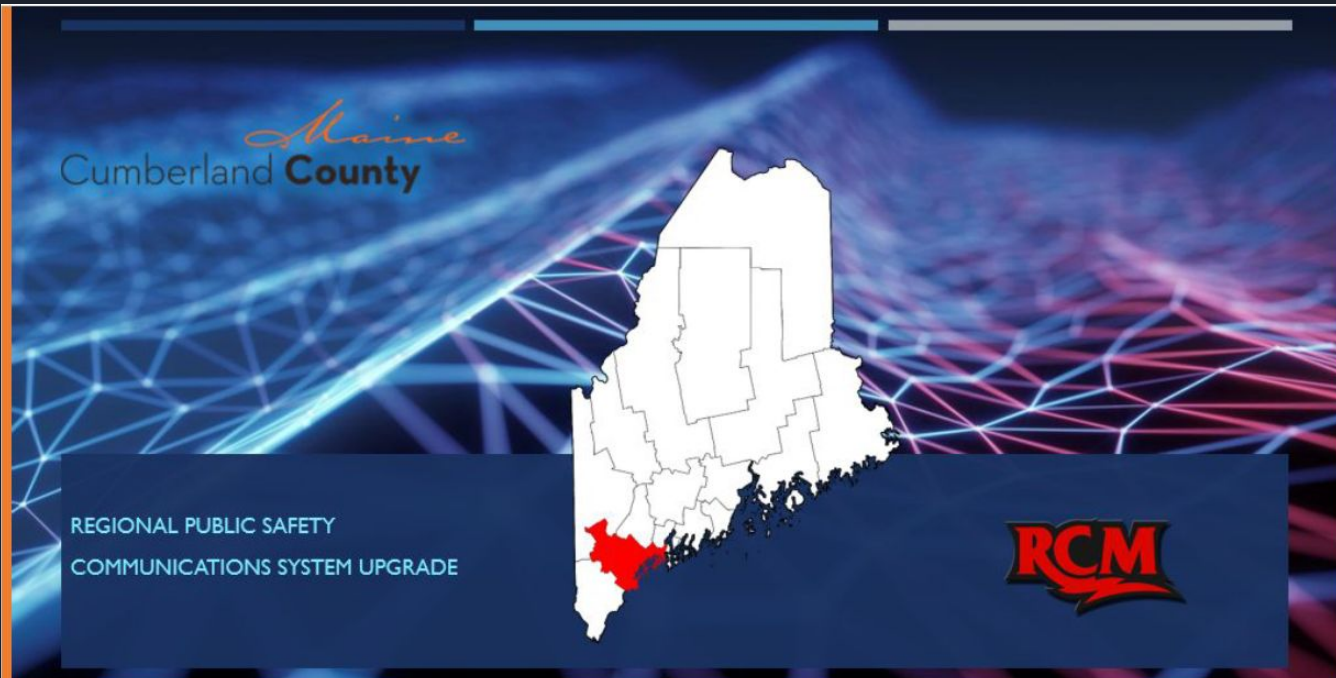 Maine
Cumberland County
REGIONAL PUBLIC SAFETY
COMMUNICATIONS SYSTEM UPGRADE
RCM